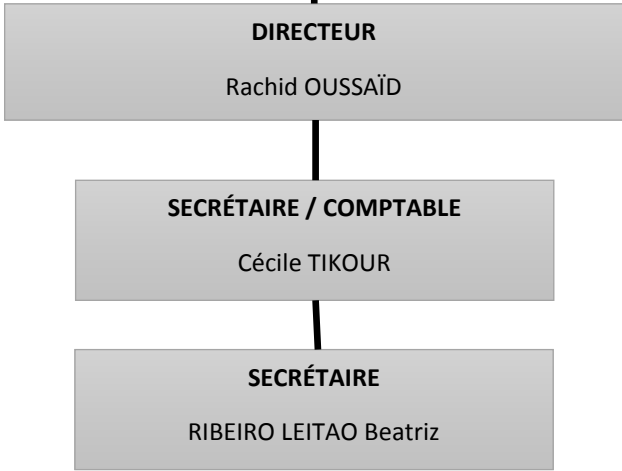 DIRECTEUR
Rachid OUSSAÏD
SECRÉTAIRE / COMPTABLE
Cécile TIKOUR
SECRÉTAIRE
RIBEIRO LEITAO Beatriz